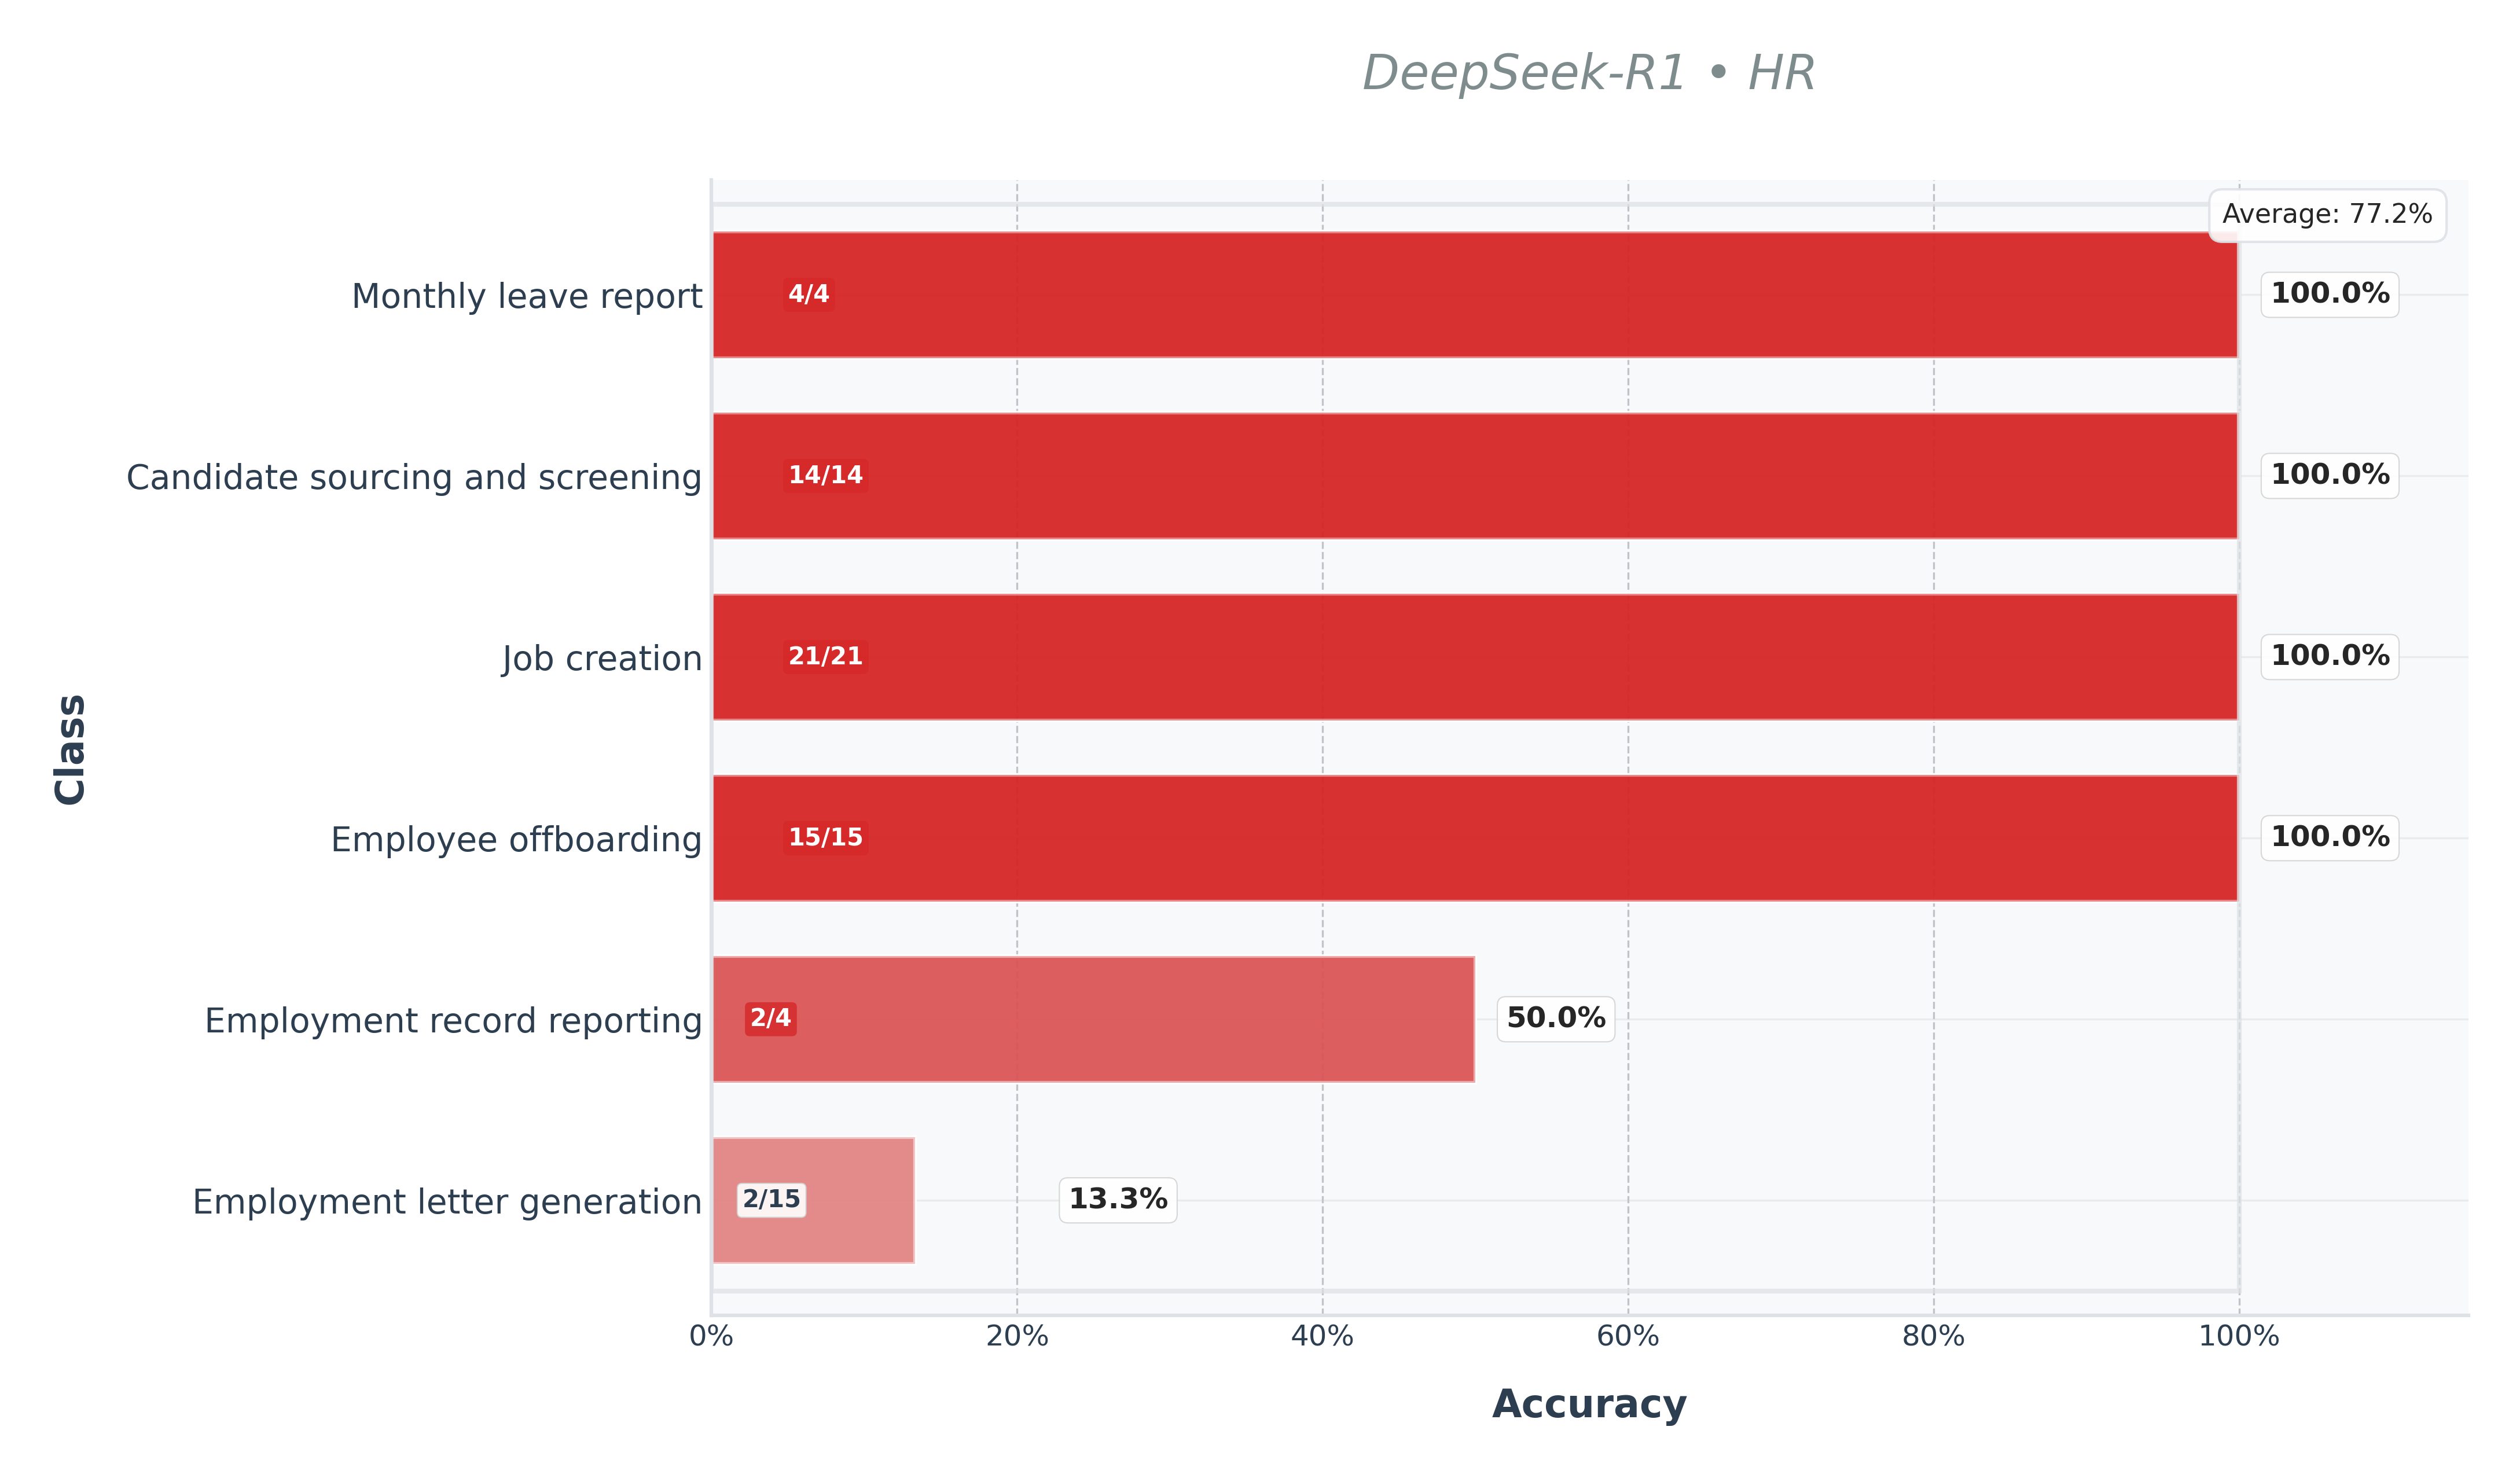 DeepSeek-R1 • HR
Average: 77.2%
Monthly leave report
4/4
100.0%
Candidate sourcing and screening
14/14
100.0%
Job creation
21/21
100.0%
Employee offboarding
15/15
100.0%
Employment record reporting
2/4
50.0%
Employment letter generation
2/15
13.3%
Class
0%
20%
40%
60%
80%
100%
Accuracy